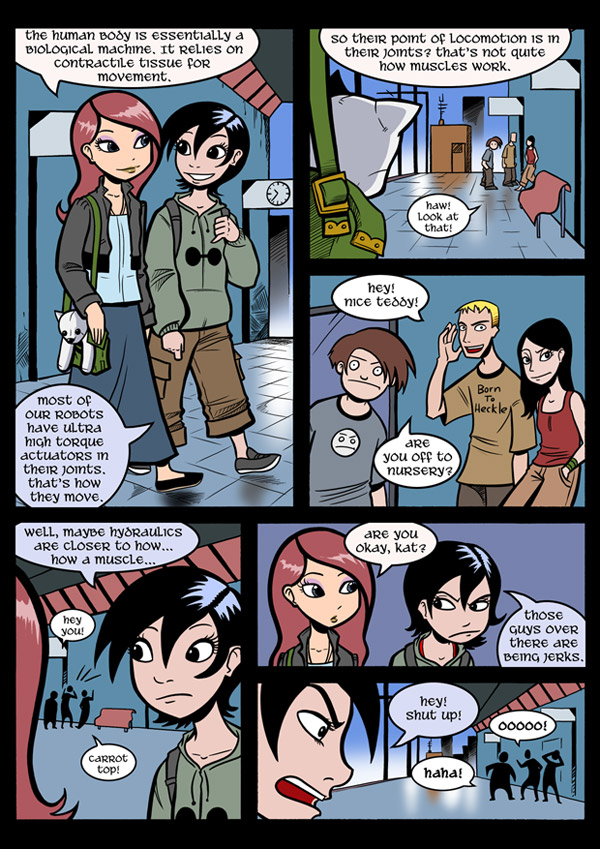 the human body is essentially a
biological machine. it relies on
contractile tissue for
movement.
most of
our robots
have ultra
high torque
actuators in
their joints.
that's how
they move.
so their point of locomotion is in
their joints? that's not quite
how muscles work.
haw!
look at
that!
hey!
nice teddy!
Born
To
Heckle
are
you off to
nursery?
well, maybe hydraulics
are closer to how...
how a muscle...
hey
you!
carrot
top!
are you
okay, kat?
those
guys over
there are
being jerks.
hey!
shut up!
ooooo!
haha!